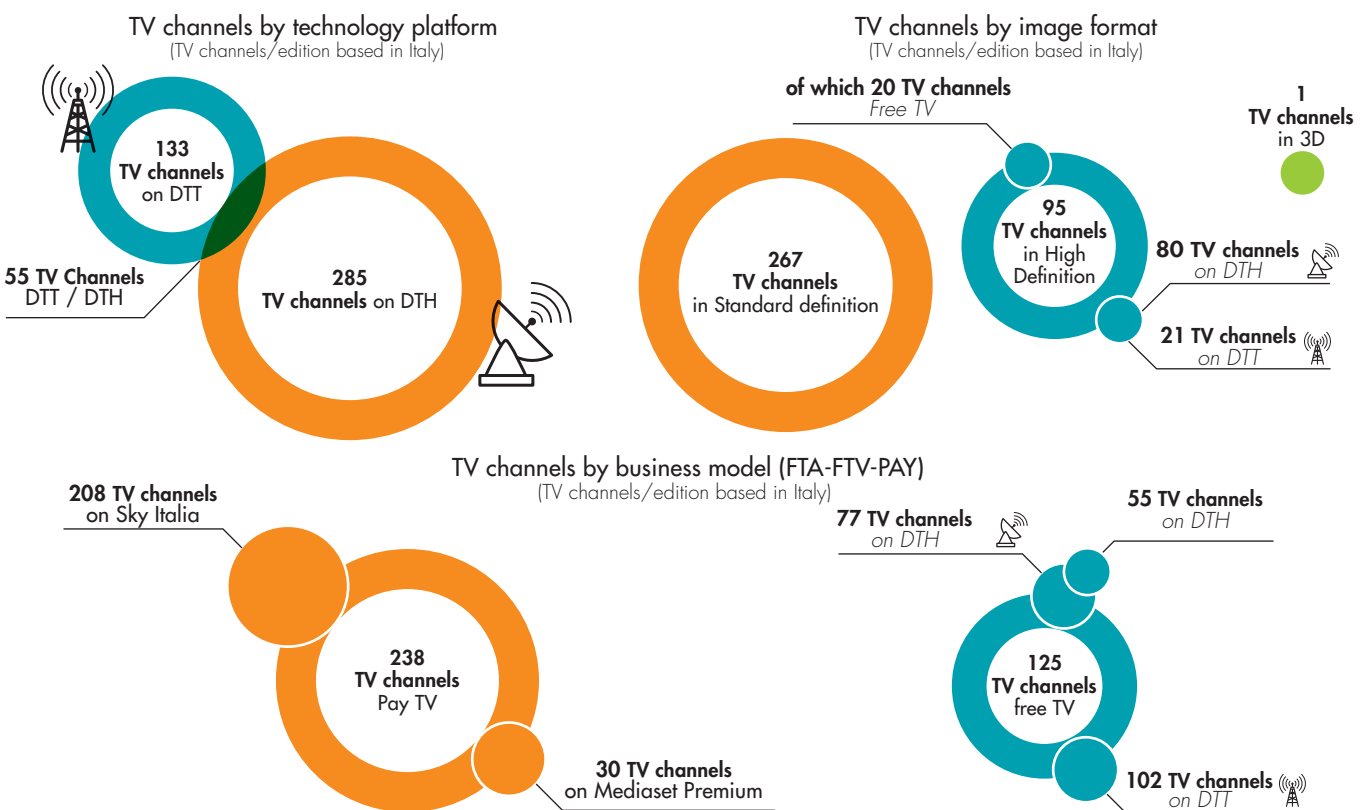 TV channels by technology platform
(TV channels/edition based in Italy)
133
TV channels
on DTT
55 TV Channels
DTT / DTH
285
TV channels on DTH
TV channels by image format
(TV channels/edition based in Italy)
of which 20 TV channels
Free TV
1
TV channels
in 3D
267
TV channels
in Standard definition
95
TV channels
in High
Definition
80 TV channels
on DTH
21 TV channels
on DTT
TV channels by business model (FTA-FTV-PAY)
(TV channels/edition based in Italy)
208 TV channels
on Sky Italia
238
TV channels
Pay TV
30 TV channels
on Mediaset Premium
77 TV channels
on DTH
55 TV channels
on DTH
125
TV channels
free TV
102 TV channels
on DTT